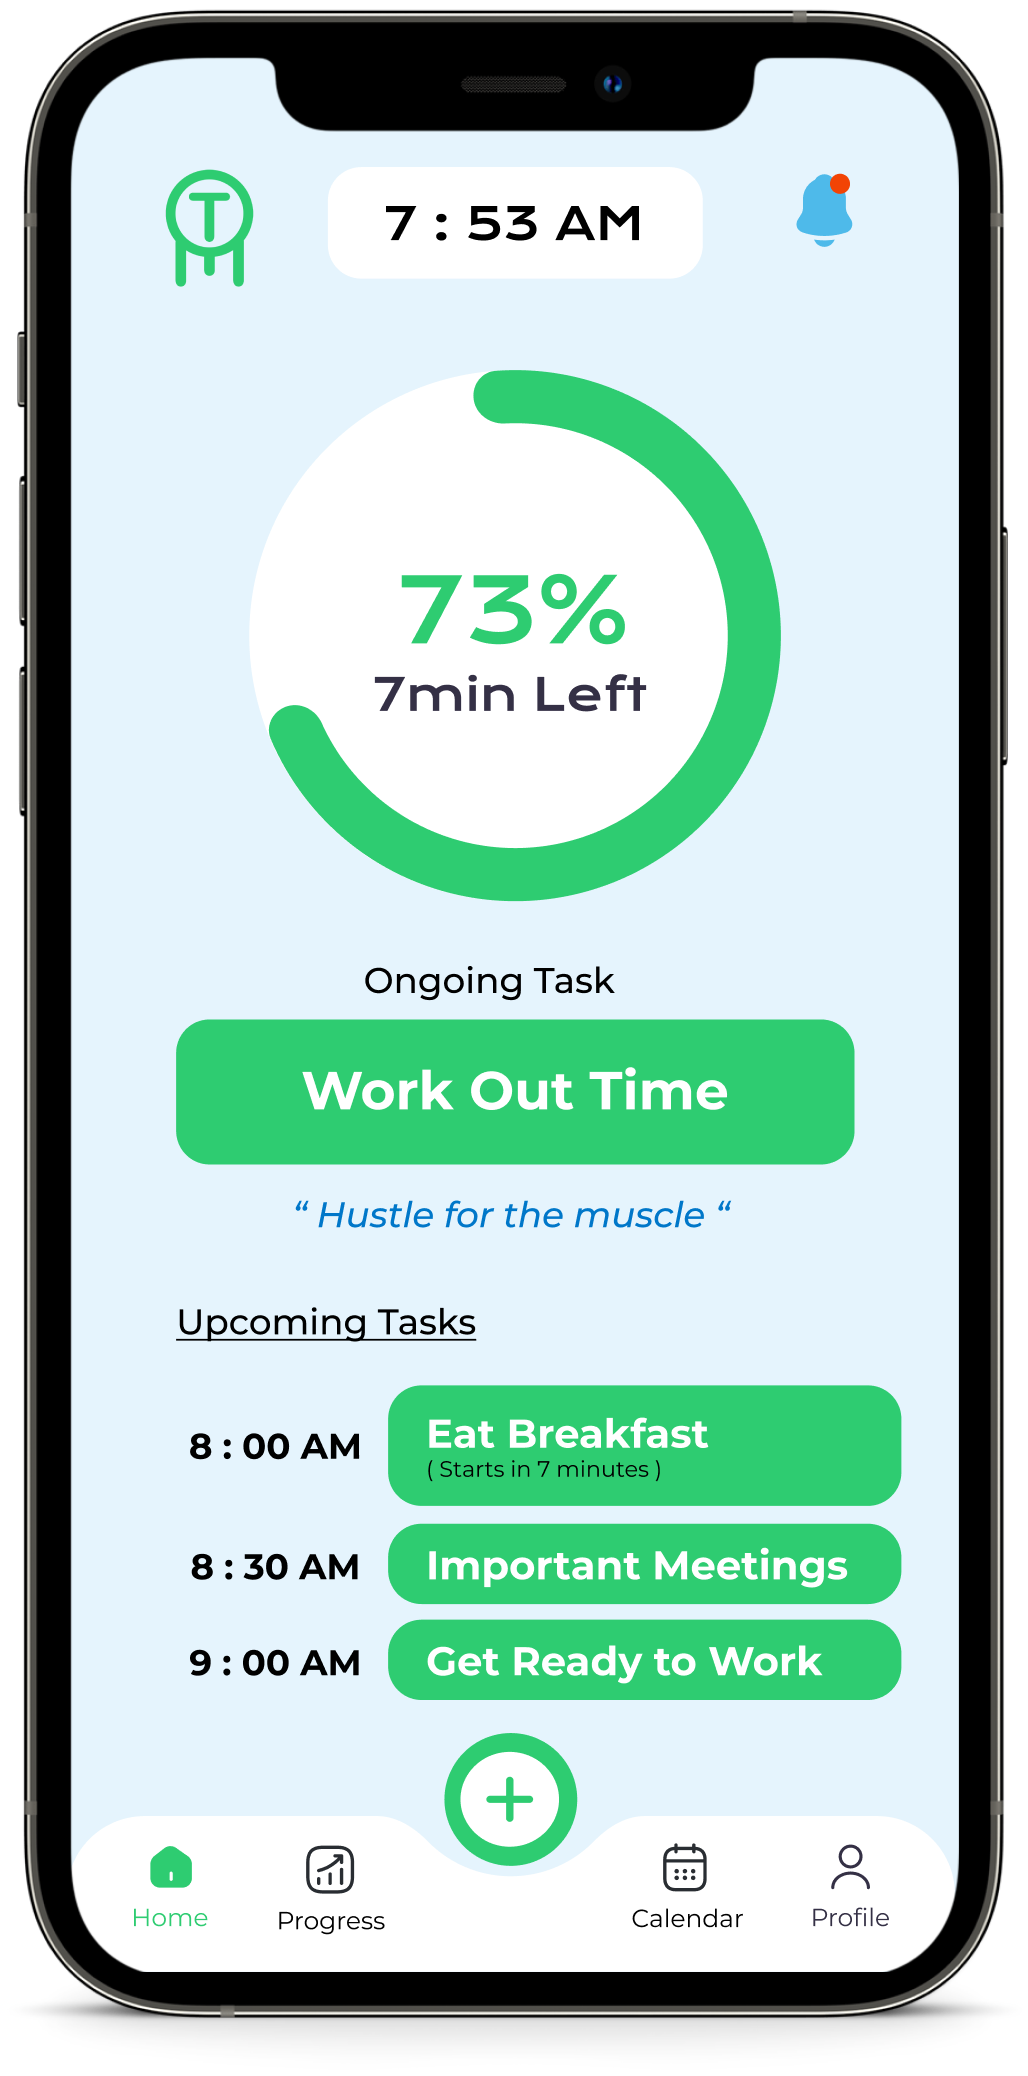 T
7 : 53 AM
73%
7min Left
Ongoing Task
Work Out Time
“ Hustle for the muscle “
Upcoming Tasks
8 : 00 AM
Eat Breakfast
( Starts in 7 minutes )
8 : 30 AM
Important Meetings
9 : 00 AM
Get Ready to Work
Home
Progress
Calendar
Profile